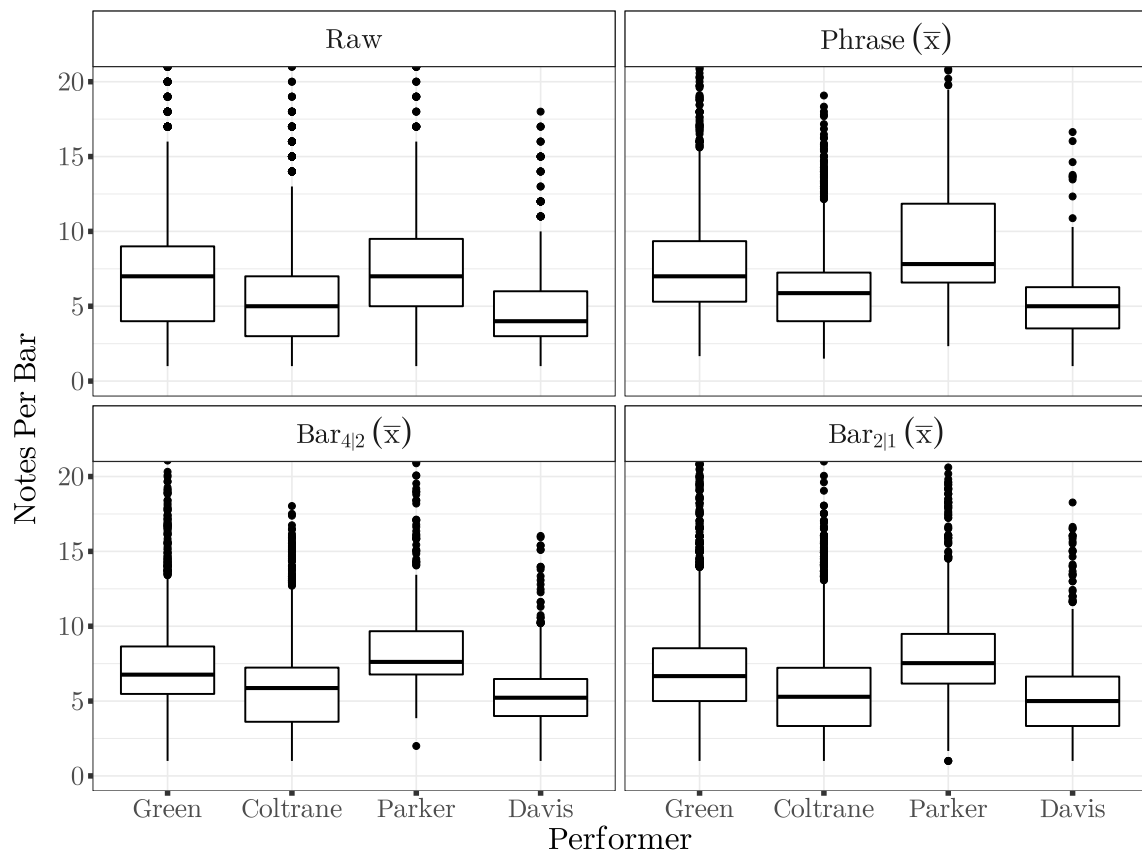 Raw
Phrase (x̅)
20
15
10
5
0
Bar₄|₂ (x̅)
Bar₂|₁ (x̅)
20
15
10
5
0
Notes Per Bar
Green Coltrane Parker Davis
Green Coltrane Parker Davis
Performer